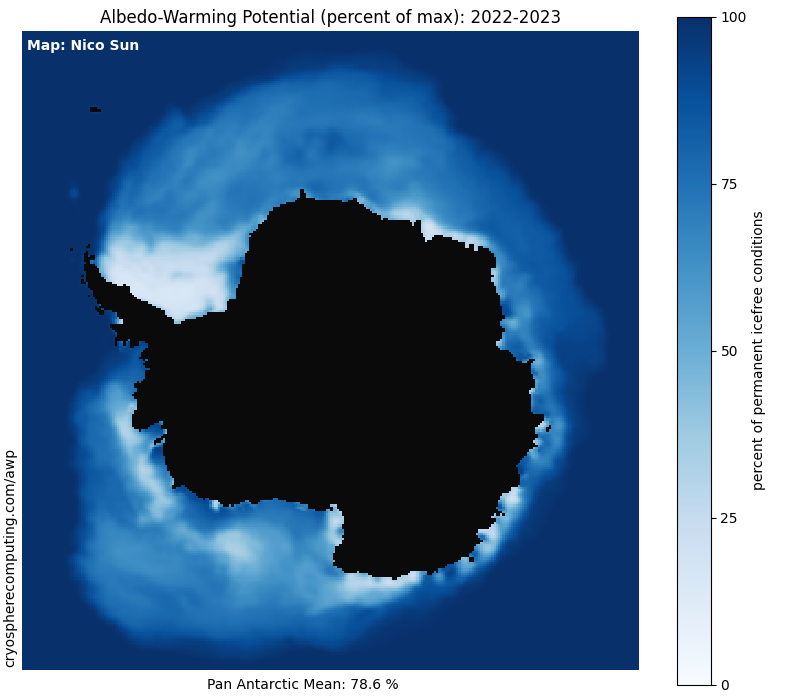 Albedo-Warming Potential (percent of max): 2022-2023
Map: Nico Sun
100
75
50
25
0
percent of permanent icefree conditions
cryospherecomputing.com/awp
Pan Antarctic Mean: 78.6 %